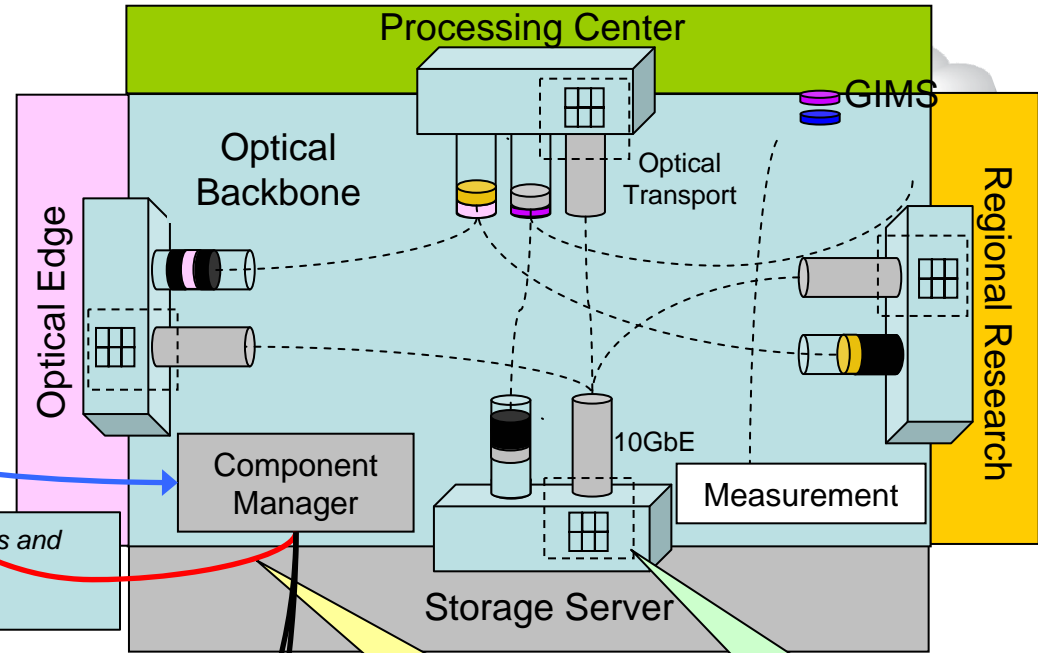 Processing Center
GIMS
Optical
Backbone
Optical
Transport
Optical Edge
Regional Research
10GbE
Component
Manager
Measurement
s and
Storage Server